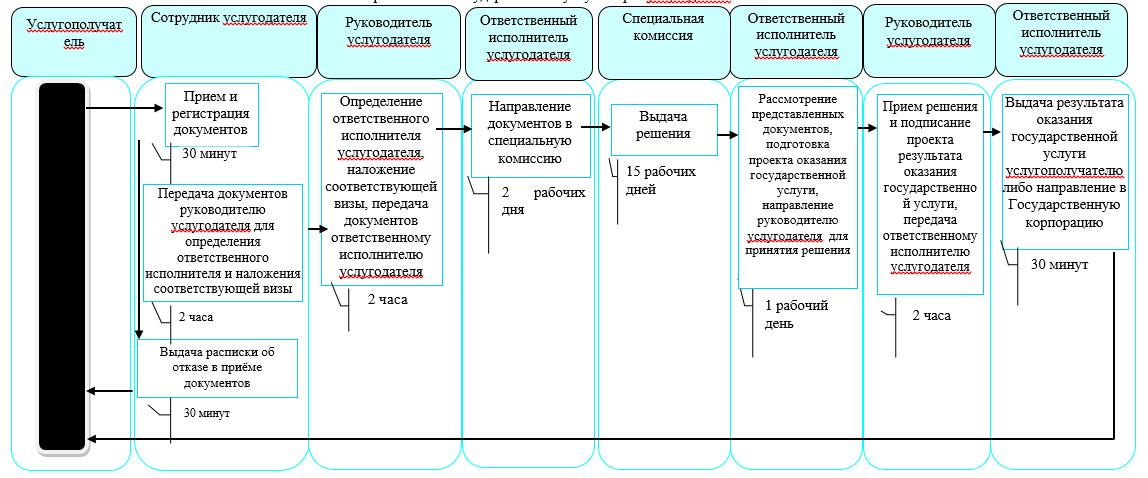 Услугополучат
ель
Сотрудник услугодателя
Руководитель
услугодателя
Ответственный
исполнитель
услугодателя
Специальная
комиссия
Ответственный
исполнитель
услугодателя
Руководитель
услугодателя
Ответственный
исполнитель
услугодателя
Прием и
регистрация
документов
30 минут
Передача документов
руководителю
услугодателя для
определения
ответственного
исполнителя и наложения
соответствующей визы
2 часа
Выдача расписки об
отказе в приёме
документов
30 минут
Определение
ответственного
исполнителя
услугодателя,
наложение
соответствующей
визы, передача
документов
ответственному
исполнителю
услугодателя
2 часа
Направление
документов в
специальную
комиссию
2 рабочих
дня
Выдача
решения
15 рабочих
дней
Рассмотрение
представленных
документов,
подготовка
проекта оказания
государственной
услуги,
направление
руководителю
услугодателя для
принятия решения
1 рабочий
день
Прием решения
и подписание
проекта
результата
оказания
государственно
й услуги,
передача
ответственному
исполнителю
услугодателя
2 часа
Выдача результата
оказания
государственной
услуги
услугополучателю
либо направление в
Государственную
корпорацию
30 минут